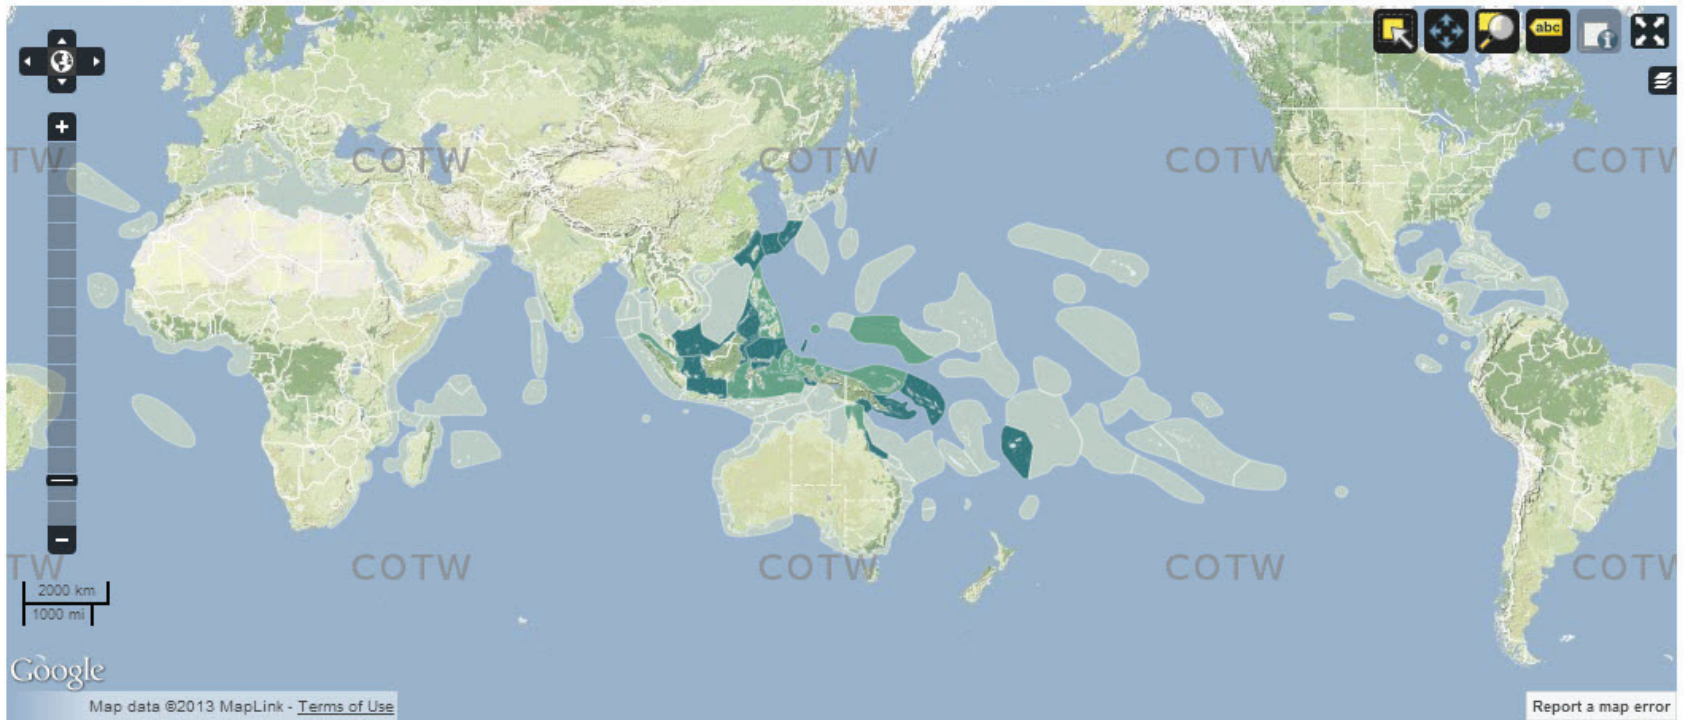 abc
+
TW COTW COTW COTW COTW
−
TW COTW COTW COTW COTW
2000 km
1000 mi
Google
Map data ©2013 MapLink - Terms of Use
Report a map error